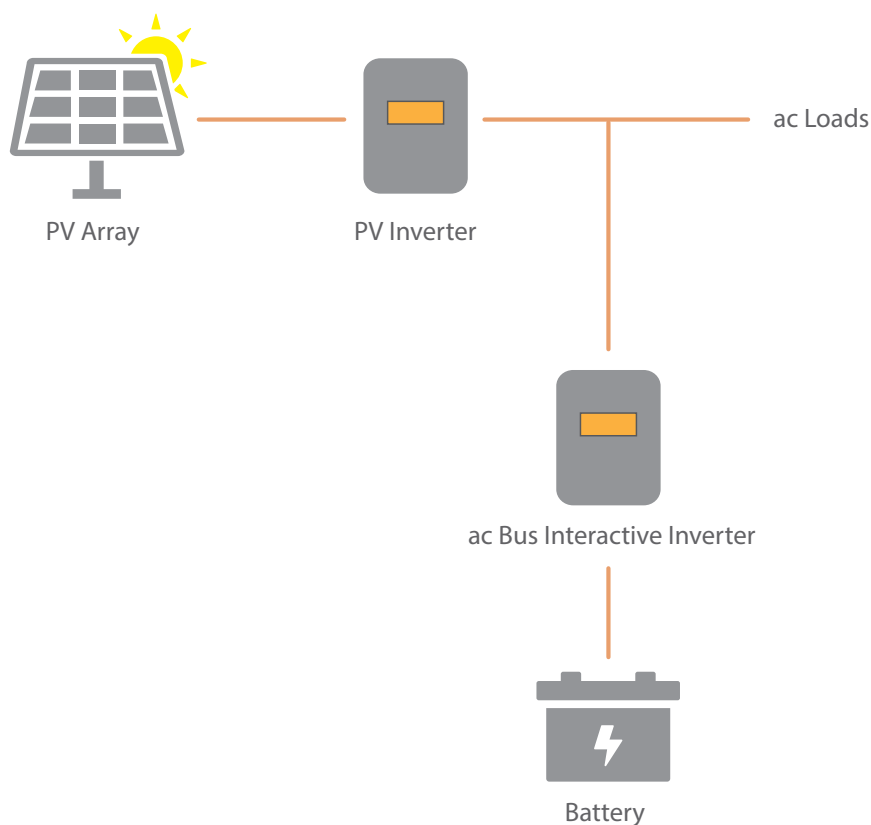 ac Loads
PV Array
PV Inverter
ac Bus Interactive Inverter
Battery